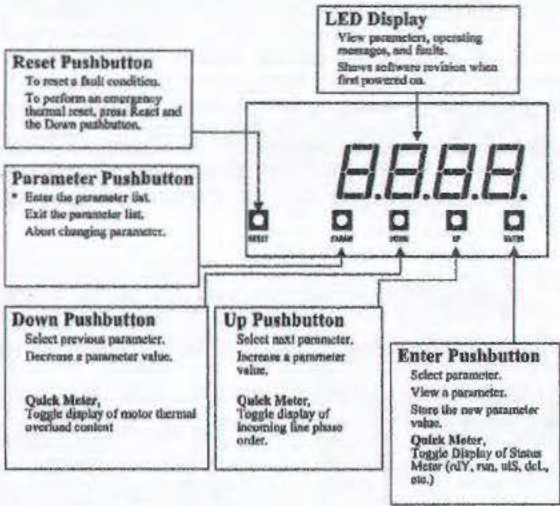 LED Display
View parameters, operating
messages, and faults.
Shows software revision when
first powered on.
Reset Pushbutton
To reset a fault condition.
To perform an emergency
thermal reset, press Reset and
the Down pushbutton.
8.8.8.8.
RESET
PARAM
DOWN
UP
ENTER
Parameter Pushbutton
• Enter the parameter list.
Exit the parameter list.
Abort changing parameter.
Down Pushbutton
Select previous parameter.
Decrease a parameter value.
Quick Meter,
Toggle display of motor thermal
overload content
Up Pushbutton
Select next parameter.
Increase a parameter
value.
Quick Meter,
Toggle display of
incoming line phase
order.
Enter Pushbutton
Select parameter.
View a parameter.
Store the new parameter
value.
Quick Meter,
Toggle Display of Status
Meter (rdY, run, utS, dcL,
etc.)